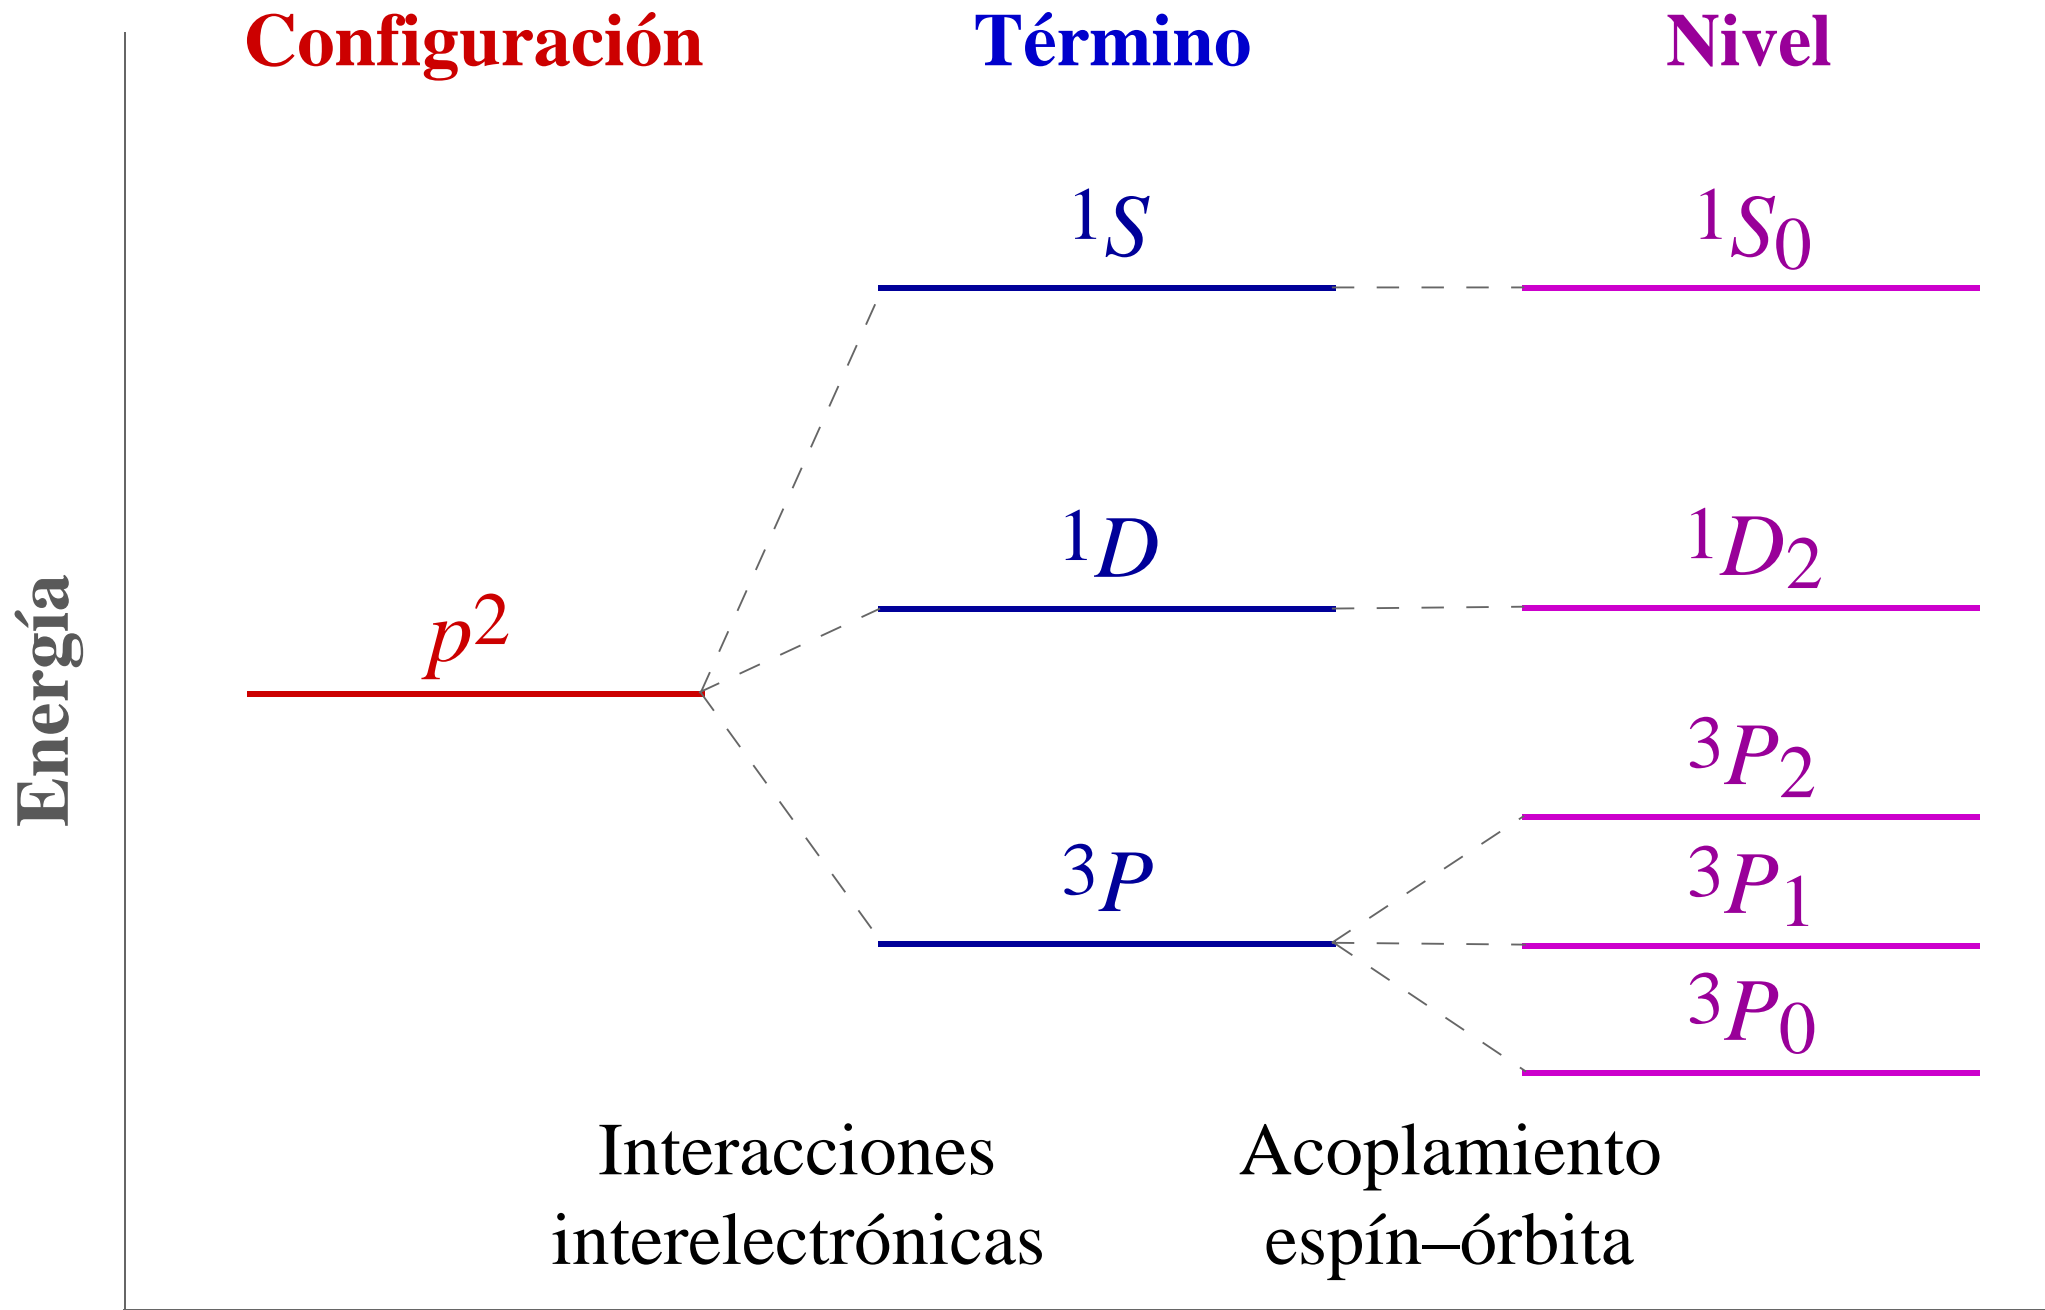 Configuración Término Nivel
¹S ¹S₀
¹D ¹D₂
p²
³P₂
³P ³P₁
³P₀
Energía
Interacciones Acoplamiento
interelectrónicas espín–órbita